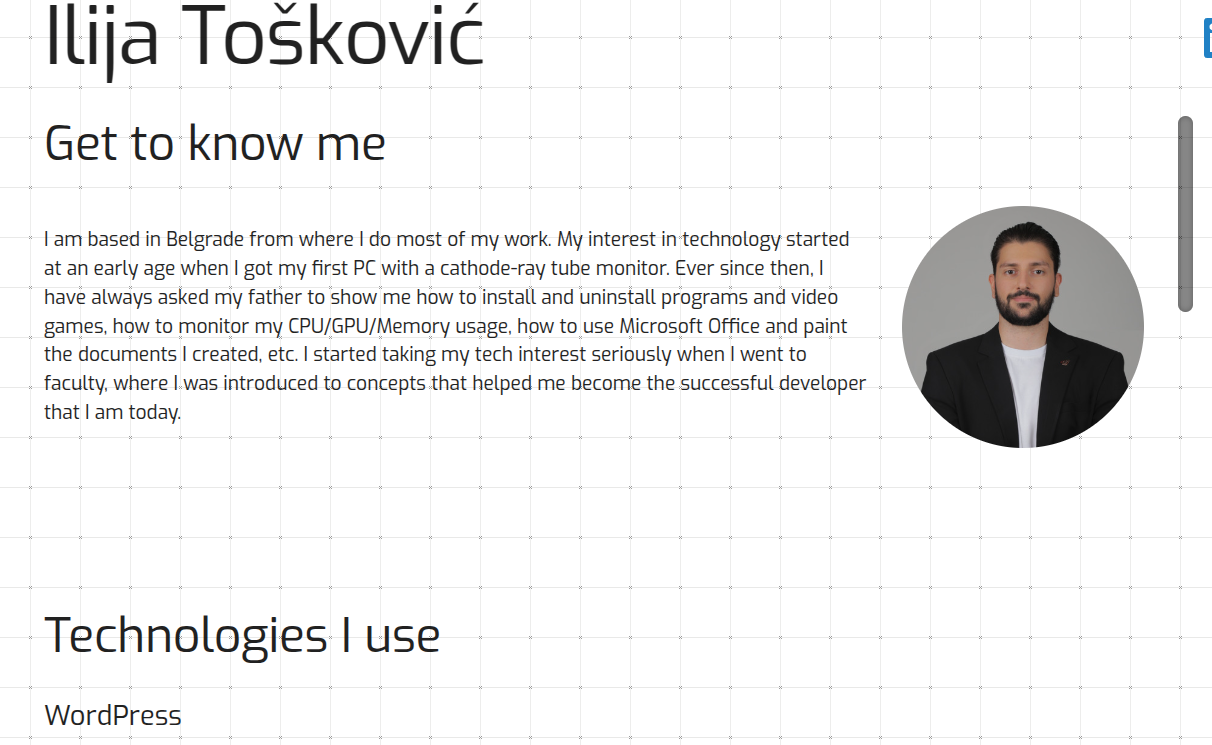 Ilija Tošković
Get to know me
I am based in Belgrade from where I do most of my work. My interest in technology started
at an early age when I got my first PC with a cathode-ray tube monitor. Ever since then, I
have always asked my father to show me how to install and uninstall programs and video
games, how to monitor my CPU/GPU/Memory usage, how to use Microsoft Office and paint
the documents I created, etc. I started taking my tech interest seriously when I went to
faculty, where I was introduced to concepts that helped me become the successful developer
that I am today.
Technologies I use
WordPress